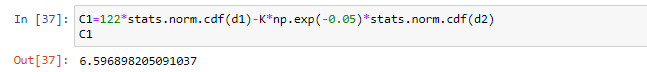 In [37]: C1=122*stats.norm.cdf(d1)-K*np.exp(-0.05)*stats.norm.cdf(d2)
C1
Out[37]: 6.596898205091037